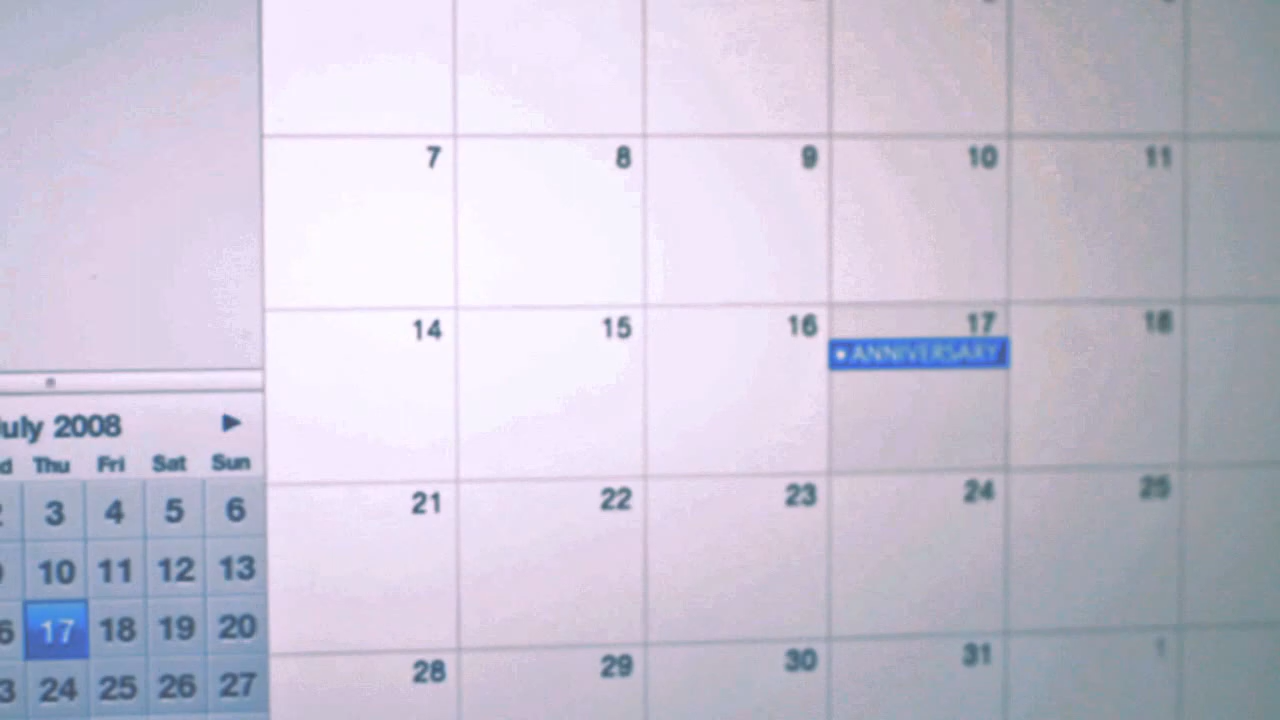 7 8 9 10 11
14 15 16 17 18
ANNIVERSARY
21 22 23 24 25
28 29 30 31 1
July 2008
Thu Fri Sat Sun
3 4 5 6
10 11 12 13
17 18 19 20
24 25 26 27